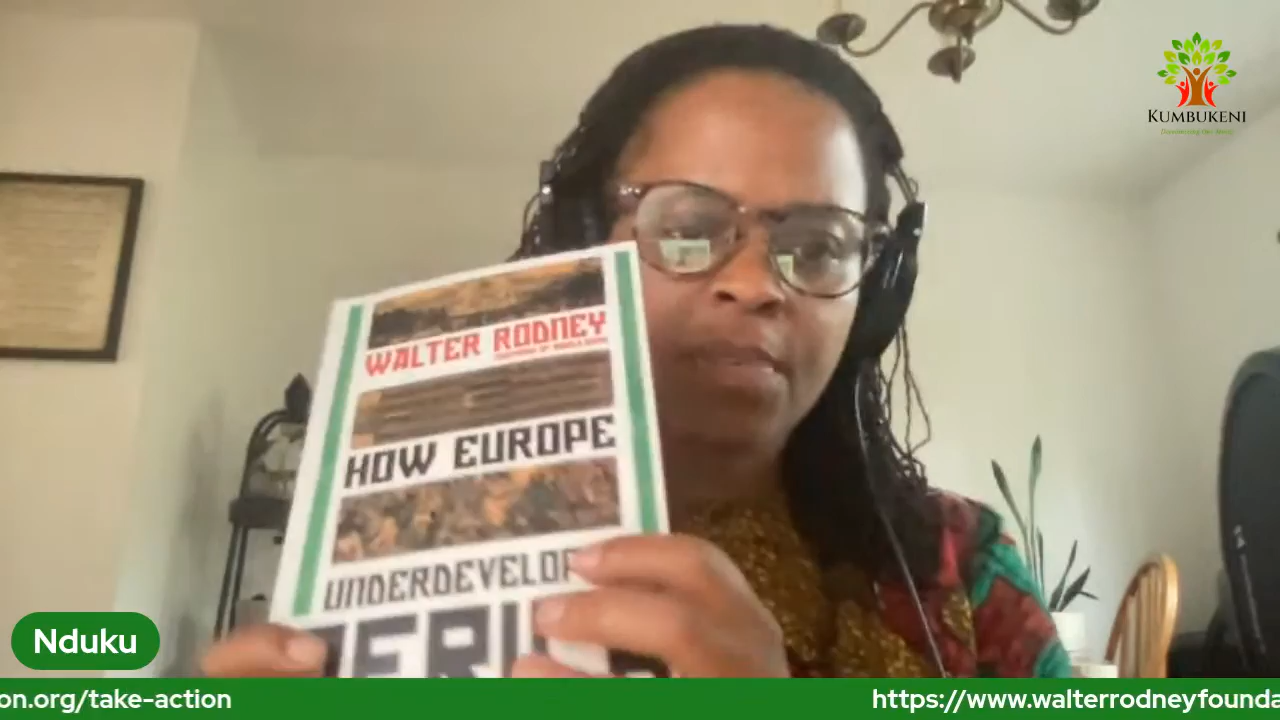 KUMBUKENI
WALTER RODNEY
HOW EUROPE
UNDERDEVELOP
Nduku
on.org/take-action
https://www.walterrodneyfounda